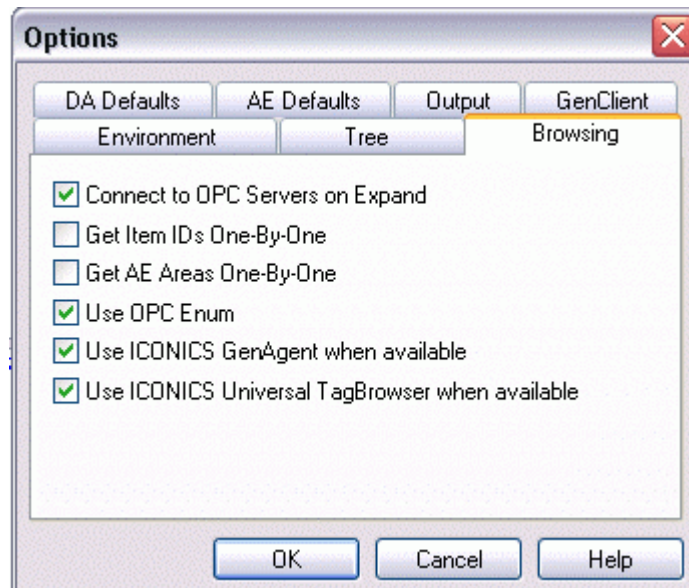 Options
DA Defaults AE Defaults Output GenClient
Environment Tree Browsing
Connect to OPC Servers on Expand
Get Item IDs One-By-One
Get AE Areas One-By-One
Use OPC Enum
Use ICONICS GenAgent when available
Use ICONICS Universal TagBrowser when available
OK Cancel Help